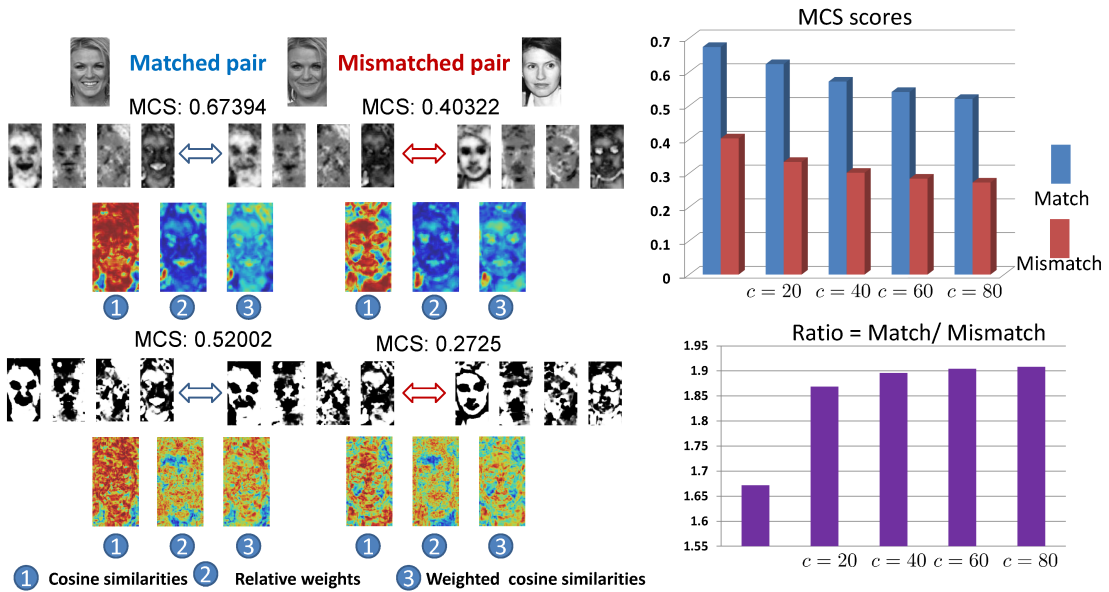 Matched pair
Mismatched pair
MCS: 0.67394
MCS: 0.40322
1 2 3
1 2 3
MCS: 0.52002
MCS: 0.2725
1 2 3
1 2 3
1 Cosine similarities
2 Relative weights
3 Weighted cosine similarities
MCS scores
0.7
0.6
0.5
0.4
0.3
0.2
0.1
0
c = 20 c = 40 c = 60 c = 80
Match
Mismatch
Ratio = Match/ Mismatch
1.95
1.9
1.85
1.8
1.75
1.7
1.65
1.6
1.55
c = 20 c = 40 c = 60 c = 80